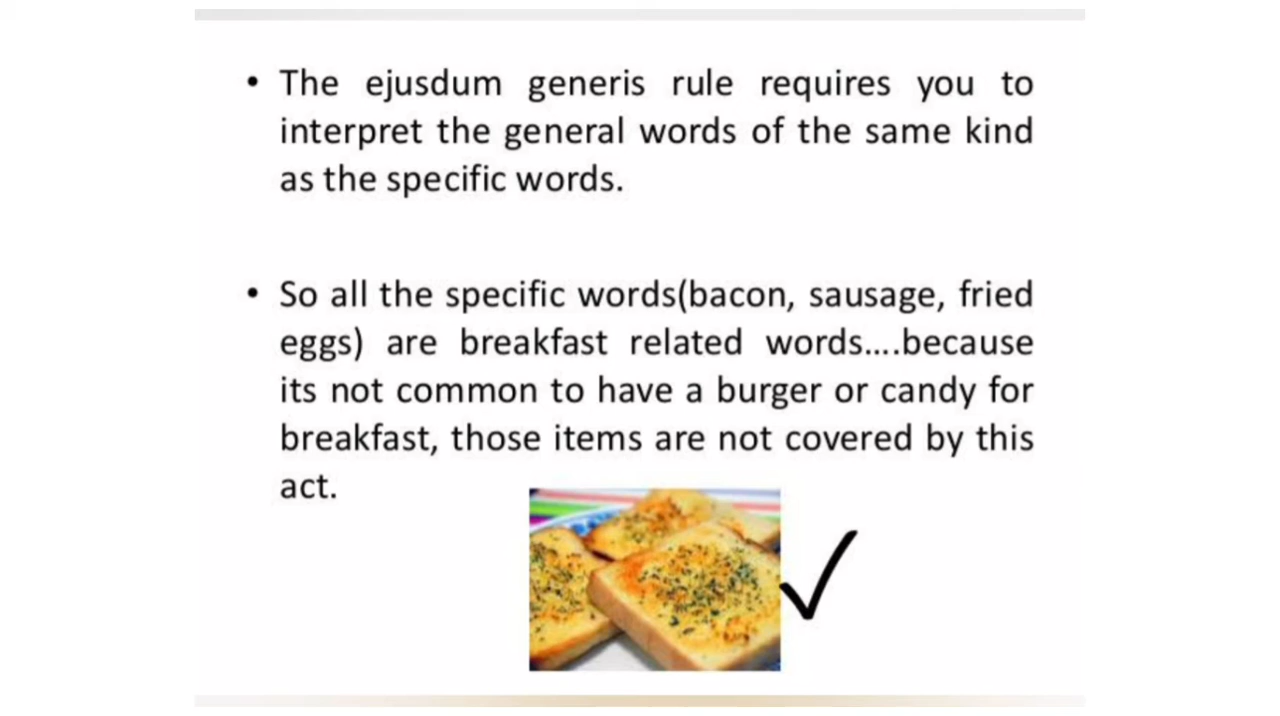 • The ejusdum generis rule requires you to
interpret the general words of the same kind
as the specific words.
• So all the specific words(bacon, sausage, fried
eggs) are breakfast related words....because
its not common to have a burger or candy for
breakfast, those items are not covered by this
act.